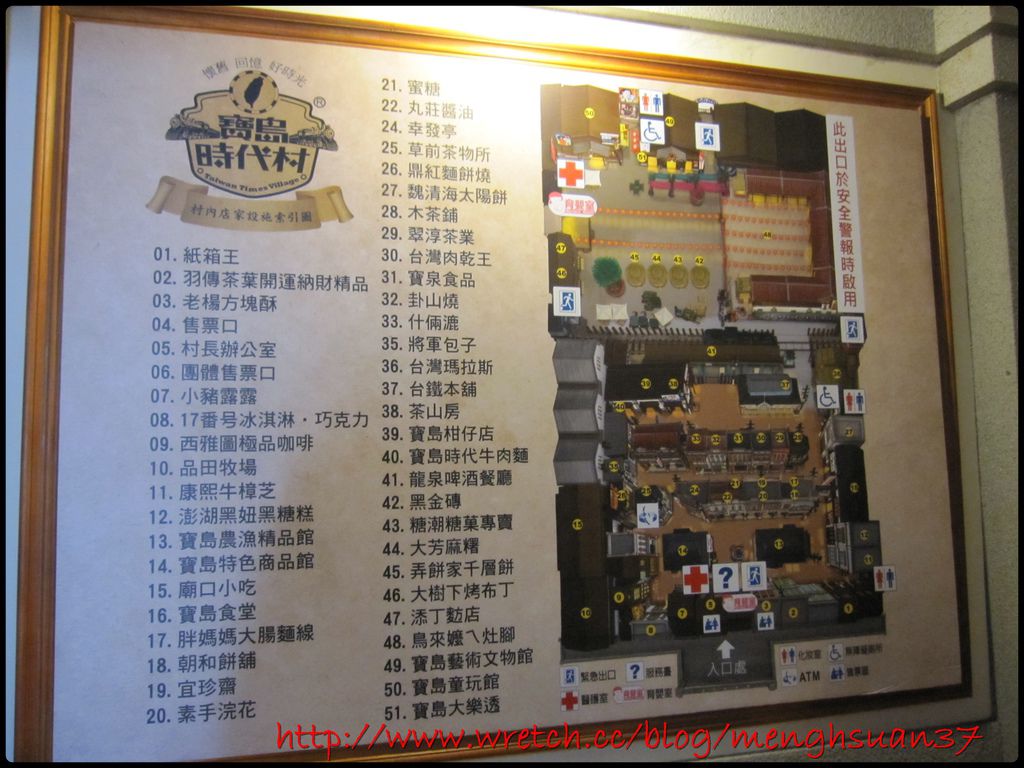 懷舊 回憶 好時光
®
寶島
時代村
Taiwan Times Village
村內店家設施索引圖
01. 紙箱王
02. 羽傳茶葉開運納財精品
03. 老楊方塊酥
04. 售票口
05. 村長辦公室
06. 團體售票口
07. 小豬露露
08. 17番号冰淇淋·巧克力
09. 西雅圖極品咖啡
10. 品田牧場
11. 康熙牛樟芝
12. 澎湖黑妞黑糖糕
13. 寶島農漁精品館
14. 寶島特色商品館
15. 廟口小吃
16. 寶島食堂
17. 胖媽媽大腸麵線
18. 朝和餅舖
19. 宜珍齋
20. 素手浣花
21. 蜜糖
22. 丸莊醬油
24. 幸發亭
25. 草前茶物所
26. 鼎紅麵餅燒
27. 魏清海太陽餅
28. 木茶鋪
29. 翠淳茶業
30. 台灣肉乾王
31. 寶泉食品
32. 卦山燒
33. 什倆漉
35. 將軍包子
36. 台灣瑪拉斯
37. 台鐵本舖
38. 茶山房
39. 寶島柑仔店
40. 寶島時代牛肉麵
41. 龍泉啤酒餐廳
42. 黑金磚
43. 糖潮糖菓專賣
44. 大芳麻糬
45. 弄餅家千層餅
46. 大樹下烤布丁
47. 添丁麭店
48. 鳥來嬤ㄟ灶腳
49. 寶島藝術文物館
50. 寶島童玩館
51. 寶島大樂透
此出口於安全警報時啟用
育嬰室
入口處
緊急出口
服務臺
醫護室
育嬰室
化妝室
無障礙廁所
ATM
售票區
http://www.wretch.cc/blog/menghsuan37